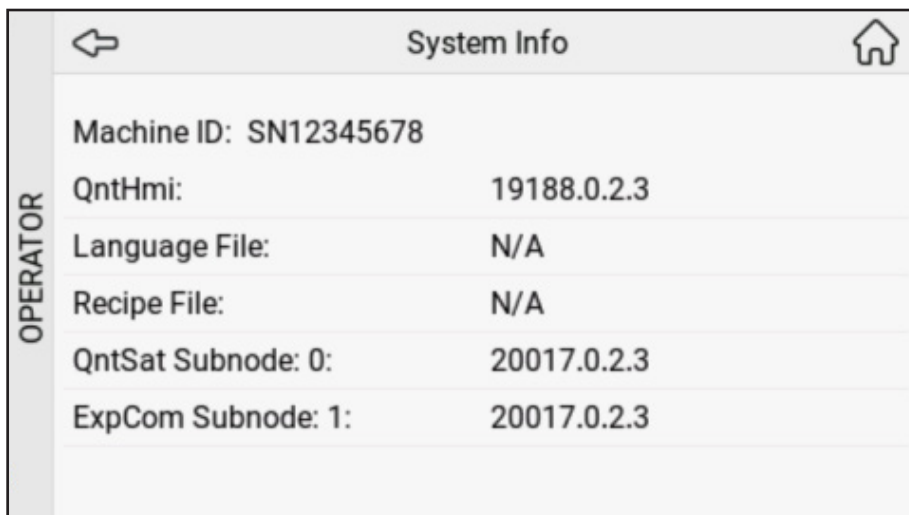 System Info
OPERATOR
Machine ID: SN12345678
QntHmi: 19188.0.2.3
Language File: N/A
Recipe File: N/A
QntSat Subnode: 0: 20017.0.2.3
ExpCom Subnode: 1: 20017.0.2.3